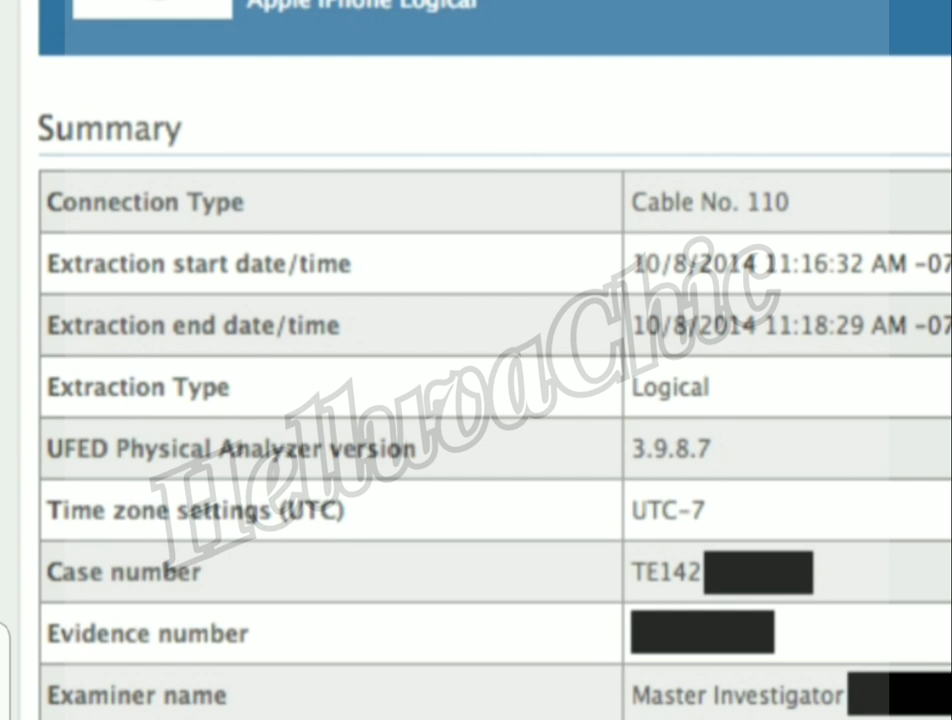 Apple iPhone Logical
Summary
Connection Type Cable No. 110
Extraction start date/time 10/8/2014 11:16:32 AM -07
Extraction end date/time 10/8/2014 11:18:29 AM -07
Extraction Type Logical
UFED Physical Analyzer version 3.9.8.7
Time zone settings (UTC) UTC-7
Case number TE142
Evidence number
Examiner name Master Investigator